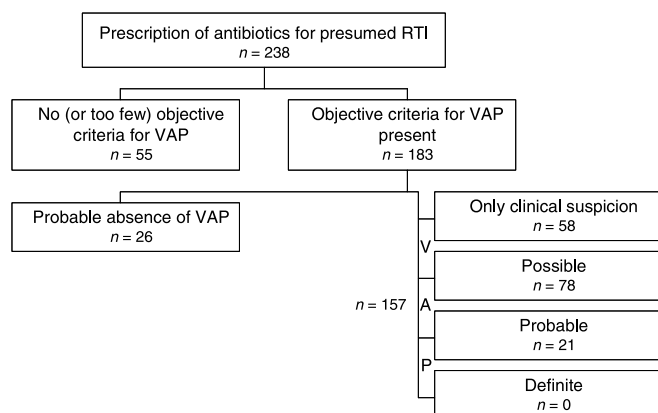 Prescription of antibiotics for presumed RTI
n = 238
No (or too few) objective
criteria for VAP
n = 55
Objective criteria for VAP
present
n = 183
Probable absence of VAP
n = 26
Only clinical suspicion
n = 58
V
Possible
n = 78
n = 157
A
Probable
n = 21
P
Definite
n = 0